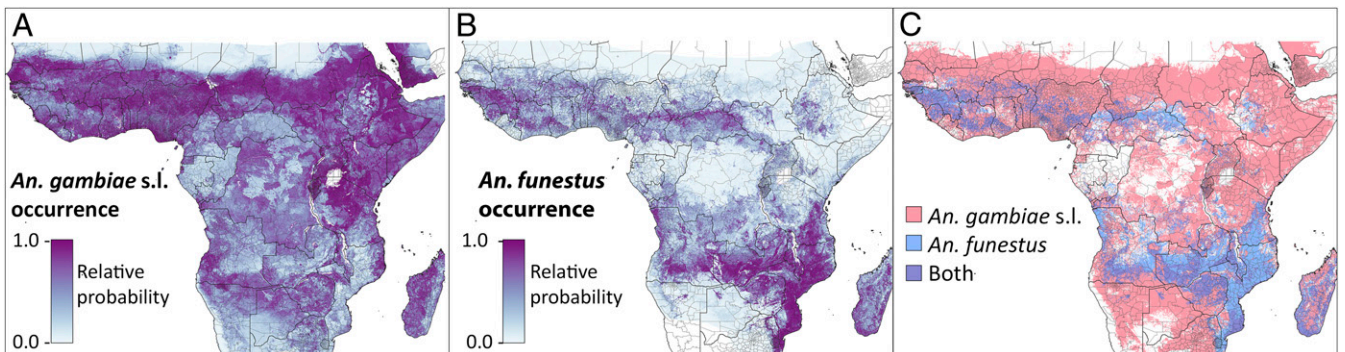 A
An. gambiae s.l.
occurrence
1.0
Relative
probability
0.0
B
An. funestus
occurrence
1.0
Relative
probability
0.0
C
An. gambiae s.l.
An. funestus
Both